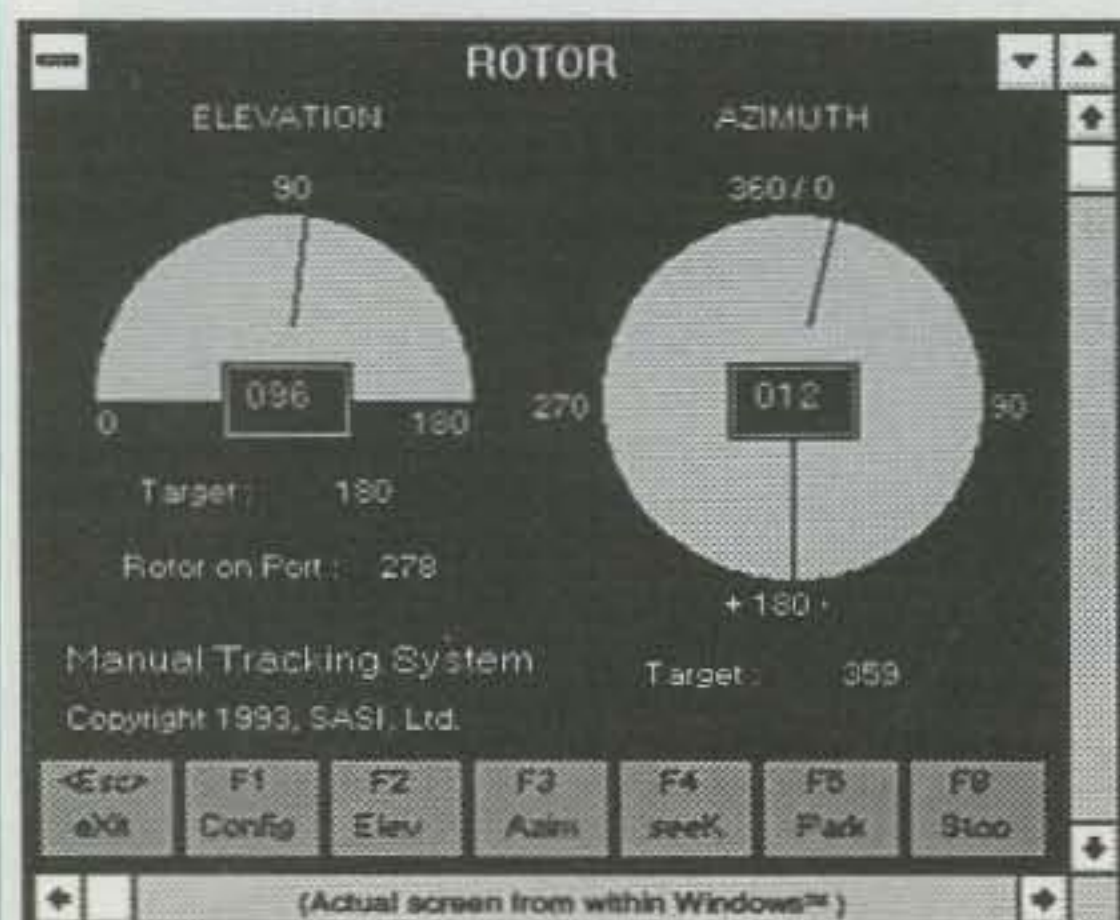 ROTOR
ELEVATION
90
096
0
180
Target : 180
Rotor on Port : 278
AZIMUTH
360 / 0
270
012
90
+ 180 -
Target : 359
Manual Tracking System
Copyright 1993, SASI, Ltd.
<Esc> eXit
F1 Config
F2 Elev
F3 Azim
F4 seeK
F5 Park
Stop
(Actual screen from within Windows™)